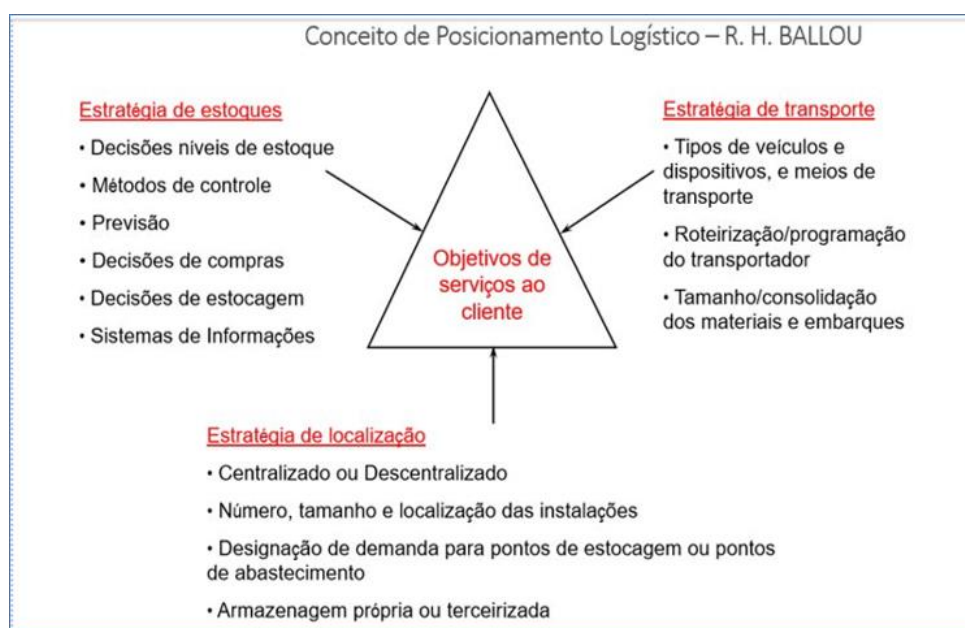 Conceito de Posicionamento Logístico – R. H. BALLOU
Estratégia de estoques
• Decisões níveis de estoque
• Métodos de controle
• Previsão
• Decisões de compras
• Decisões de estocagem
• Sistemas de Informações
Estratégia de transporte
• Tipos de veículos e
dispositivos, e meios de
transporte
• Roteirização/programação
do transportador
• Tamanho/consolidação
dos materiais e embarques
Objetivos de
serviços ao
cliente
Estratégia de localização
• Centralizado ou Descentralizado
• Número, tamanho e localização das instalações
• Designação de demanda para pontos de estocagem ou pontos
de abastecimento
• Armazenagem própria ou terceirizada